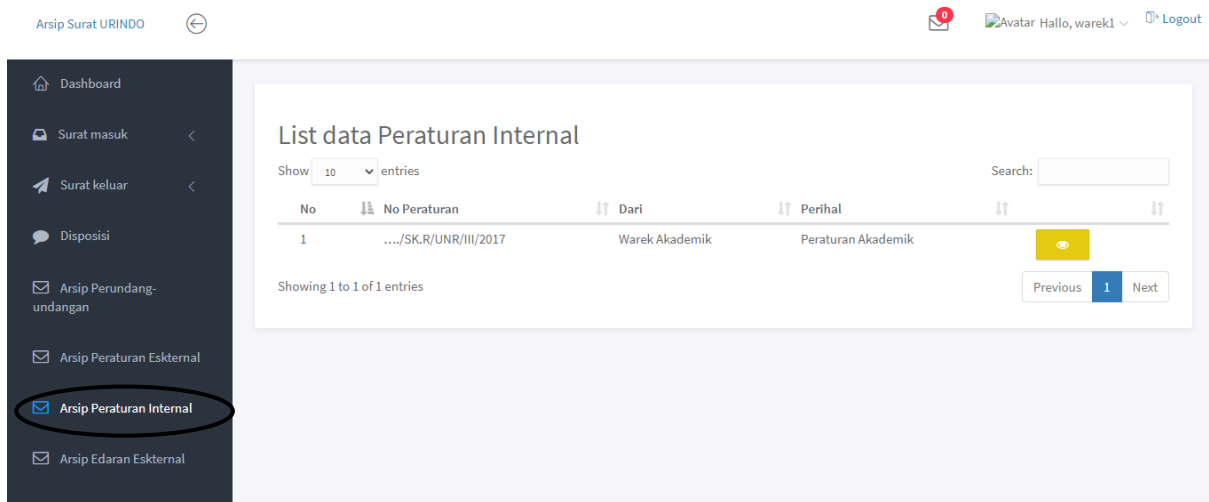 Arsip Surat URINDO
0
Avatar Hallo, warek1
Logout
Dashboard
Surat masuk
Surat keluar
Disposisi
Arsip Perundang-
undangan
Arsip Peraturan Eskternal
Arsip Peraturan Internal
Arsip Edaran Eskternal
List data Peraturan Internal
Show 10 entries
Search:
No No Peraturan Dari Perihal
1 …./SK.R/UNR/III/2017 Warek Akademik Peraturan Akademik
Showing 1 to 1 of 1 entries
Previous 1 Next